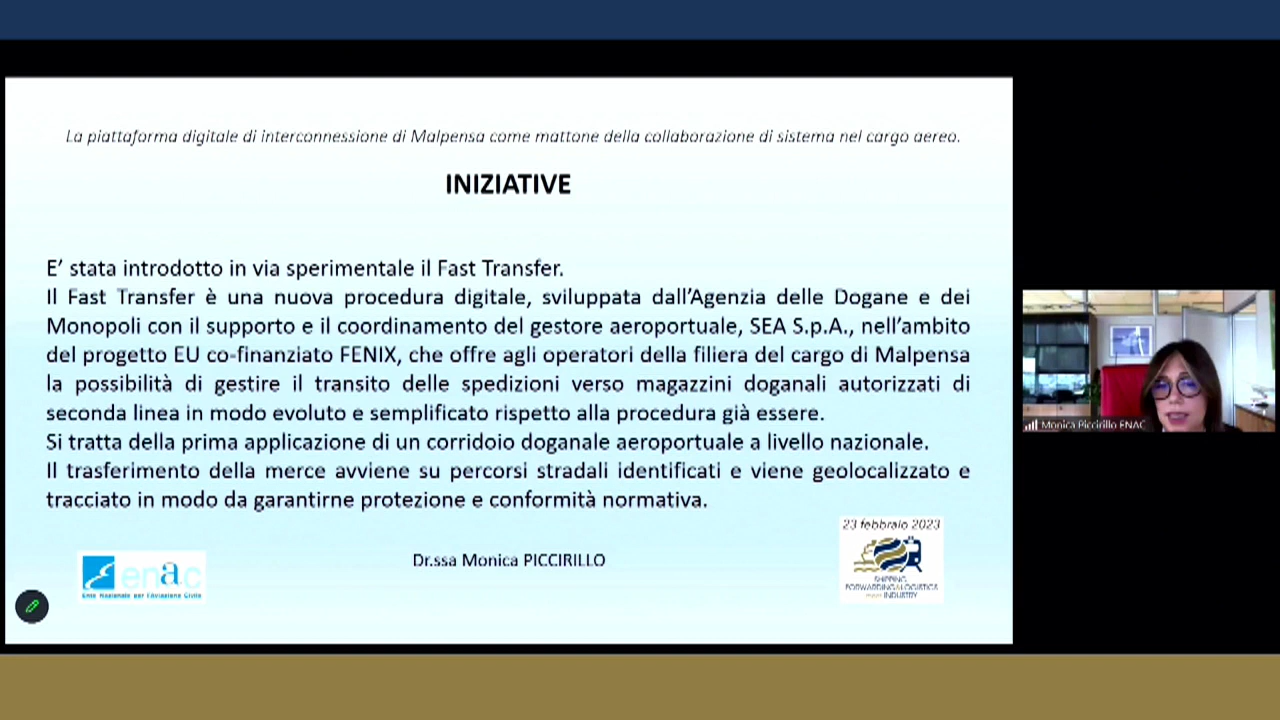 La piattaforma digitale di interconnessione di Malpensa come mattone della collaborazione di sistema nel cargo aereo.
INIZIATIVE
E' stata introdotto in via sperimentale il Fast Transfer.
Il Fast Transfer è una nuova procedura digitale, sviluppata dall'Agenzia delle Dogane e dei
Monopoli con il supporto e il coordinamento del gestore aeroportuale, SEA S.p.A., nell'ambito
del progetto EU co-finanziato FENIX, che offre agli operatori della filiera del cargo di Malpensa
la possibilità di gestire il transito delle spedizioni verso magazzini doganali autorizzati di
seconda linea in modo evoluto e semplificato rispetto alla procedura già essere.
Si tratta della prima applicazione di un corridoio doganale aeroportuale a livello nazionale.
Il trasferimento della merce avviene su percorsi stradali identificati e viene geolocalizzato e
tracciato in modo da garantirne protezione e conformità normativa.
Dr.ssa Monica PICCIRILLO
enac
Ente Nazionale per l'Aviazione Civile
23 febbraio 2023
SHIPPING,
FORWARDING&LOGISTICS
meet INDUSTRY
Monica Piccirillo ENAC